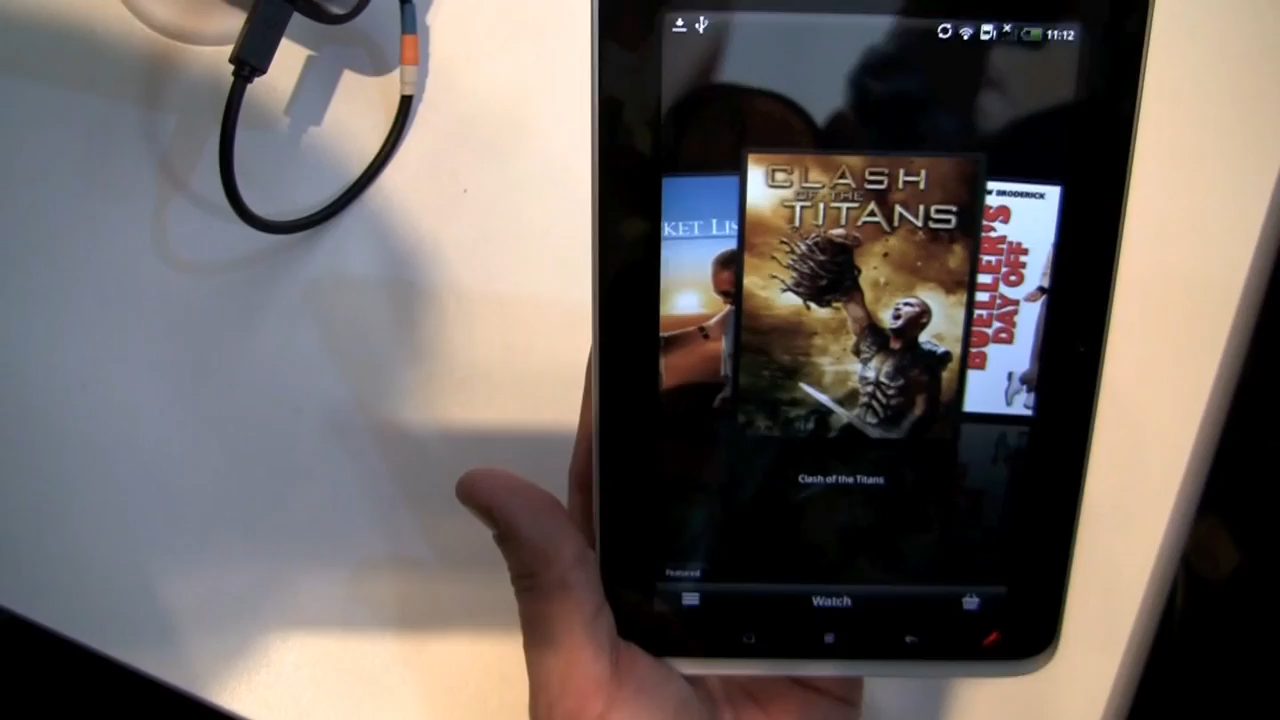 11:12
CLASH
OF THE
TITANS
KET LIS
W BRODERICK
BUELLER'S
DAY OFF
Clash of the Titans
Featured
Watch